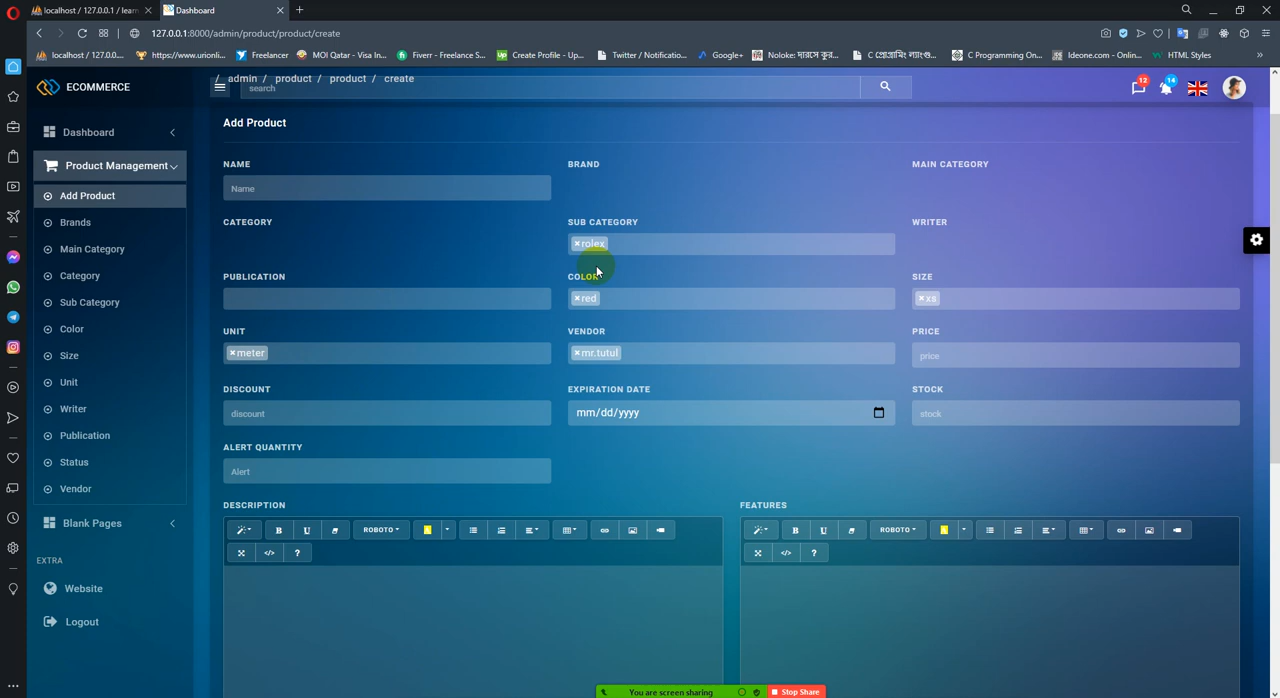 localhost / 127.0.0.1 / learn
Dashboard
127.0.0.1:8000/admin/product/product/create
localhost / 127.0.0....
https://www.urionli...
Freelancer
MOI Qatar - Visa In...
Fiverr - Freelance S...
Create Profile - Up...
Twitter / Notificatio...
Google+
Noloke: নারিসে কুর...
C প্রোগ্রামিং ল্যাংগু...
C Programming On...
Ideone.com - Onlin...
HTML Styles
»
ECOMMERCE
/ admin / product / product / create
search
12
14
Dashboard
Product Management
Add Product
Brands
Main Category
Category
Sub Category
Color
Size
Unit
Writer
Publication
Status
Vendor
Blank Pages
EXTRA
Website
Logout
Add Product
NAME
BRAND
MAIN CATEGORY
Name
CATEGORY
SUB CATEGORY
WRITER
×rolex
PUBLICATION
COLOR
SIZE
×red
×xs
UNIT
VENDOR
PRICE
×meter
×mr.tutul
price
DISCOUNT
EXPIRATION DATE
STOCK
discount
mm/dd/yyyy
stock
ALERT QUANTITY
Alert
DESCRIPTION
FEATURES
B U ROBOTO A
B U ROBOTO A
</> ?
</> ?
You are screen sharing
Stop Share